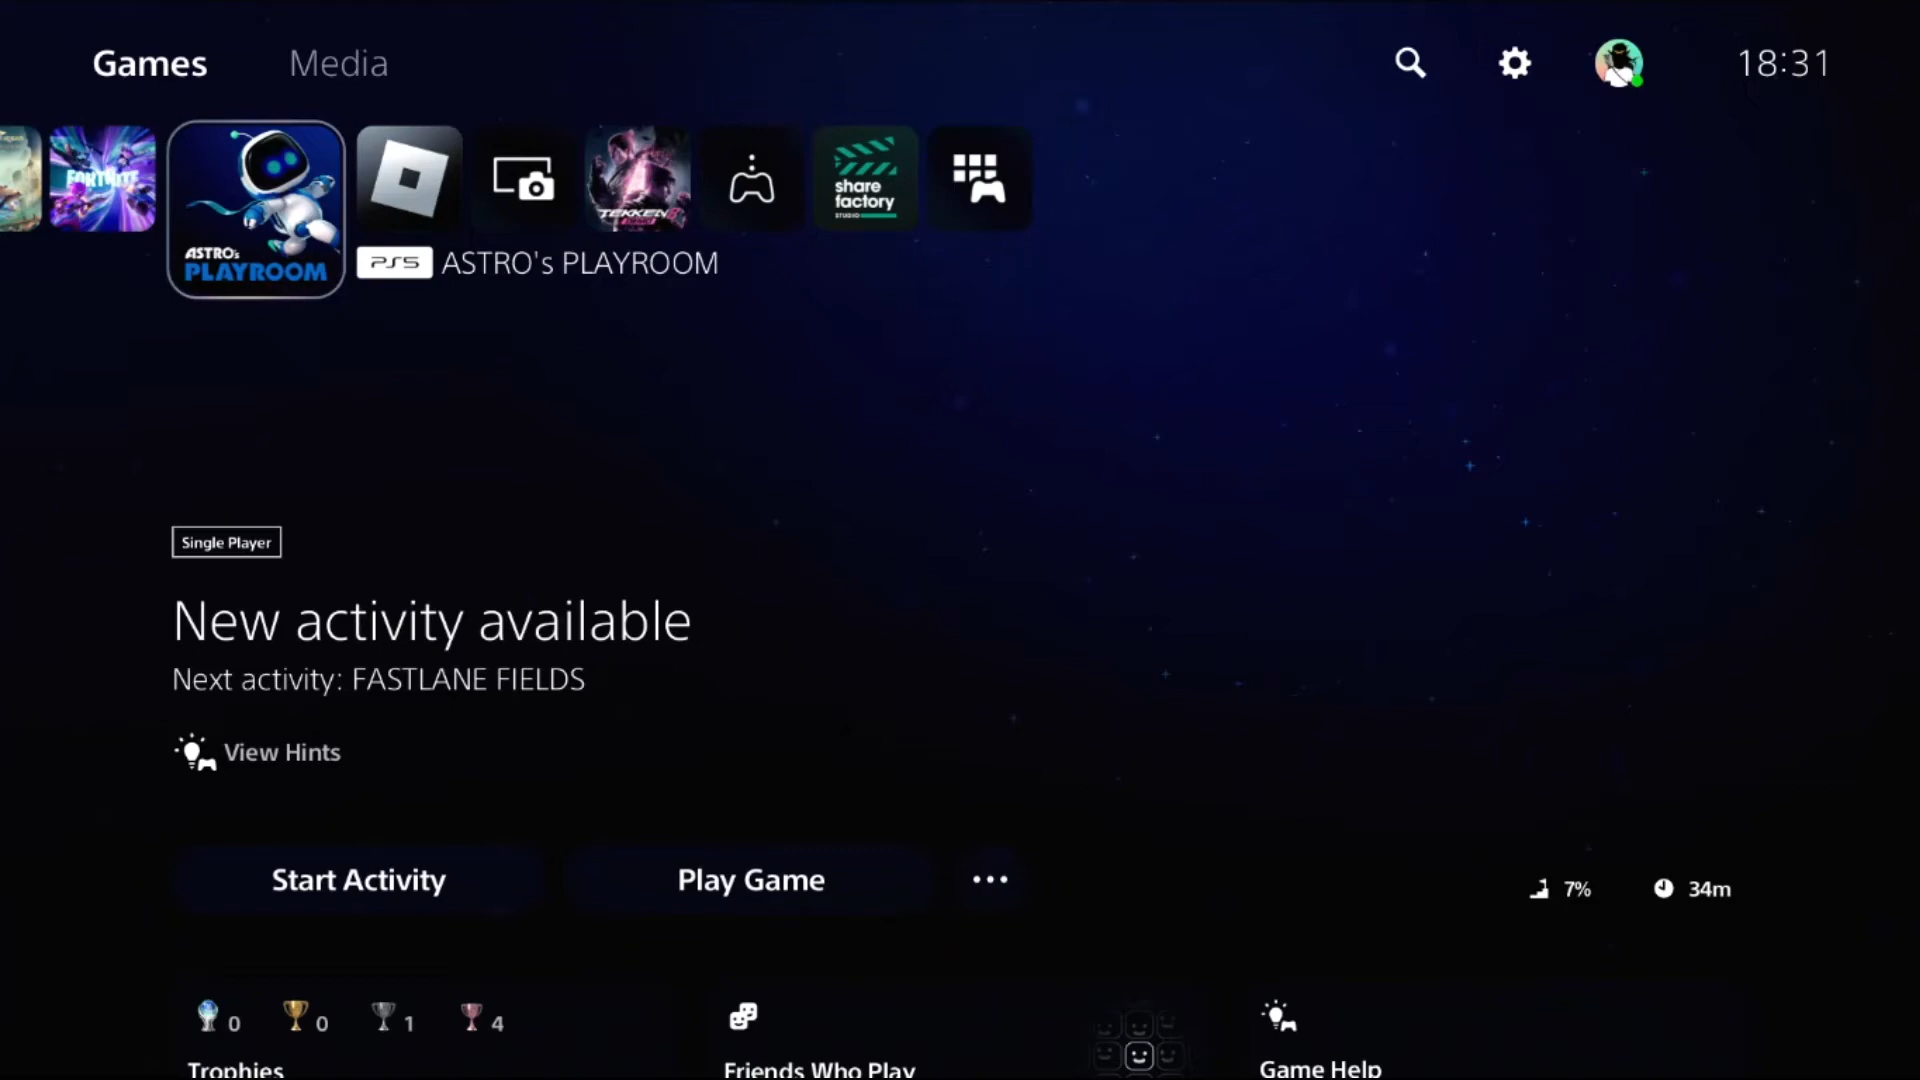 Games Media 18:31
FORTNITE
ASTRO's
PLAYROOM
TEKKEN 8
share
factory
STUDIO
PS5 ASTRO's PLAYROOM
Single Player
New activity available
Next activity: FASTLANE FIELDS
View Hints
Start Activity Play Game ••• 7% 34m
0 0 1 4
Trophies Friends Who Play Game Help